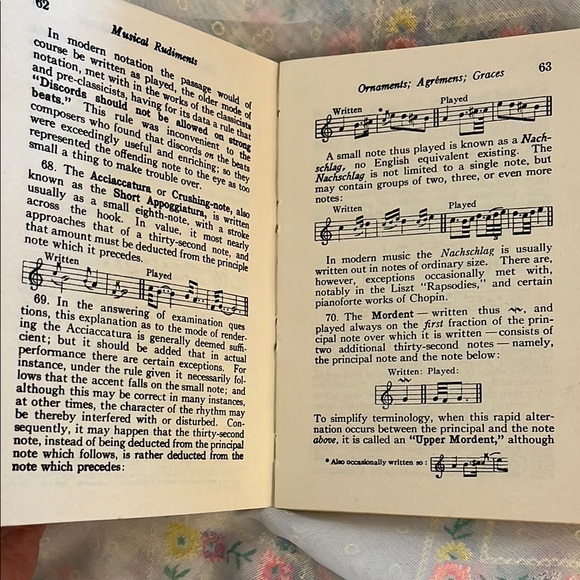 62
Musical Rudiments
In modern notation the passage would of
course be written as played, the older mode of
notation, met with in the works of the classicists
and pre-classicists, having for its data a rule that
"Discords should not be allowed on strong
beats." This rule was inconvenient to the
composers who found that discords on the beats
were exceedingly useful and enriching; so they
represented the offending note to the eye as too
small a thing to make trouble over.
68. The Acciaccatura or Crushing-note, also
known as the Short Appoggiatura, is written
usually as a small eighth-note, with a stroke
across the hook. In value, it most nearly
approaches that of a thirty-second note, and
that amount must be deducted from the principle
note which it precedes.
Written Played
69. In the answering of examination ques
tions, this explanation as to the mode of render-
ing the Acciaccatura is generally deemed suffi-
cient; but it should be added that in actual
performance there are certain exceptions. For
instance, under the rule given it necessarily fol-
lows that the accent falls on the small note; and
although this may be correct in many instances,
at other times, the character of the rhythm may
be thereby interfered with or disturbed. Con-
sequently, it may happen that the thirty-second
note, instead of being deducted from the principal
note which follows, is rather deducted from the
note which precedes:
Ornaments; Agrémens; Graces 63
Written * Played
A small note thus played is known as a Nach-
schlag, no English equivalent existing. The
Nachschlag is not limited to a single note, but
may contain groups of two, three, or even more
notes:
Written Played
In modern music the Nachschlag is usually
written out in notes of ordinary size. There are,
however, exceptions occasionally met with,
notably in the Liszt "Rapsodies," and certain
pianoforte works of Chopin.
70. The Mordent — written thus , and
played always on the first fraction of the prin-
cipal note over which it is written — consists of
two additional thirty-second notes — namely,
the principal note and the note below:
Written: Played:
To simplify terminology, when this rapid alter-
nation occurs between the principal and the note
above, it is called an "Upper Mordent," although
* Also occasionally written so: